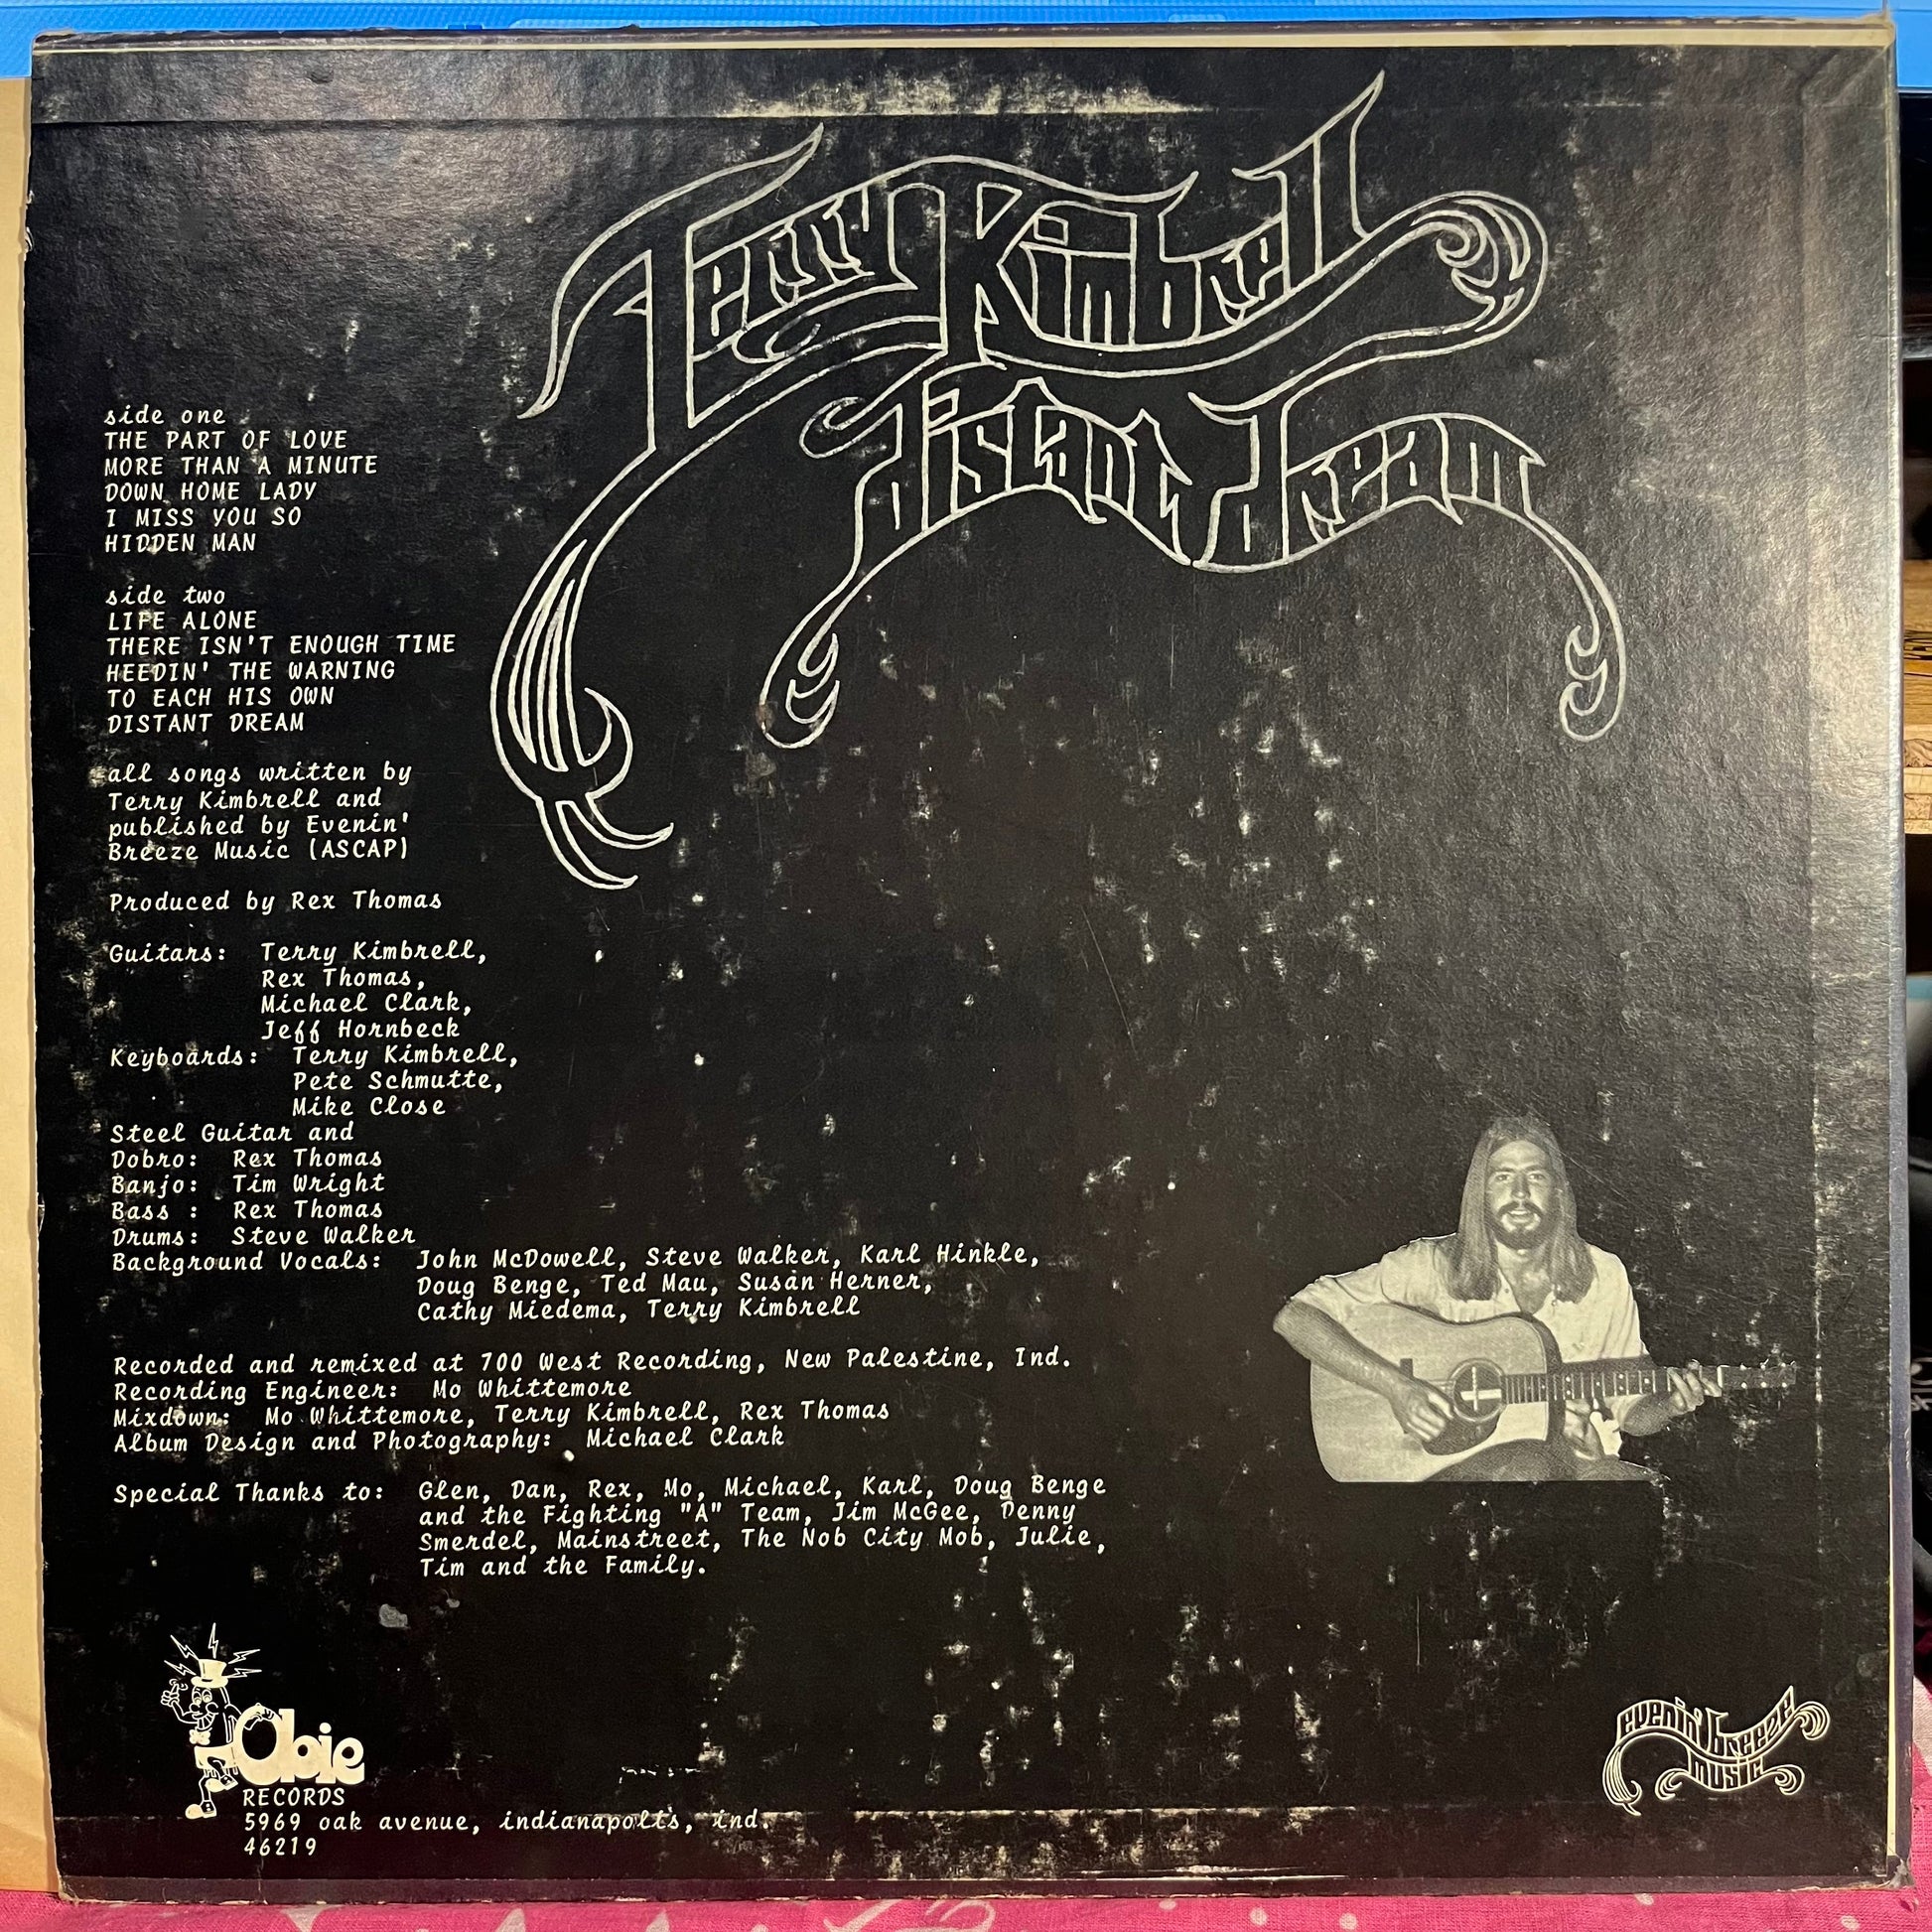 Terry Kimbrell
distant dream
side one
THE PART OF LOVE
MORE THAN A MINUTE
DOWN HOME LADY
I MISS YOU SO
HIDDEN MAN
side two
LIFE ALONE
THERE ISN'T ENOUGH TIME
HEEDIN' THE WARNING
TO EACH HIS OWN
DISTANT DREAM
all songs written by
Terry Kimbrell and
published by Evenin'
Breeze Music (ASCAP)
Produced by Rex Thomas
Guitars: Terry Kimbrell,
Rex Thomas,
Michael Clark,
Jeff Hornbeck
Keyboards: Terry Kimbrell,
Pete Schmutte,
Mike Close
Steel Guitar and
Dobro: Rex Thomas
Banjo: Tim Wright
Bass : Rex Thomas
Drums: Steve Walker
Background Vocals: John McDowell, Steve Walker, Karl Hinkle,
Doug Benge, Ted Mau, Susan Herner,
Cathy Miedema, Terry Kimbrell
Recorded and remixed at 700 West Recording, New Palestine, Ind.
Recording Engineer: Mo Whittemore
Mixdown: Mo Whittemore, Terry Kimbrell, Rex Thomas
Album Design and Photography: Michael Clark
Special Thanks to: Glen, Dan, Rex, Mo, Michael, Karl, Doug Benge
and the Fighting "A" Team, Jim McGee, Denny
Smerdel, Mainstreet, The Nob City Mob, Julie,
Tim and the Family.
Obie
RECORDS
5969 oak avenue, indianapolis, ind.
46219
evenin' breeze
music